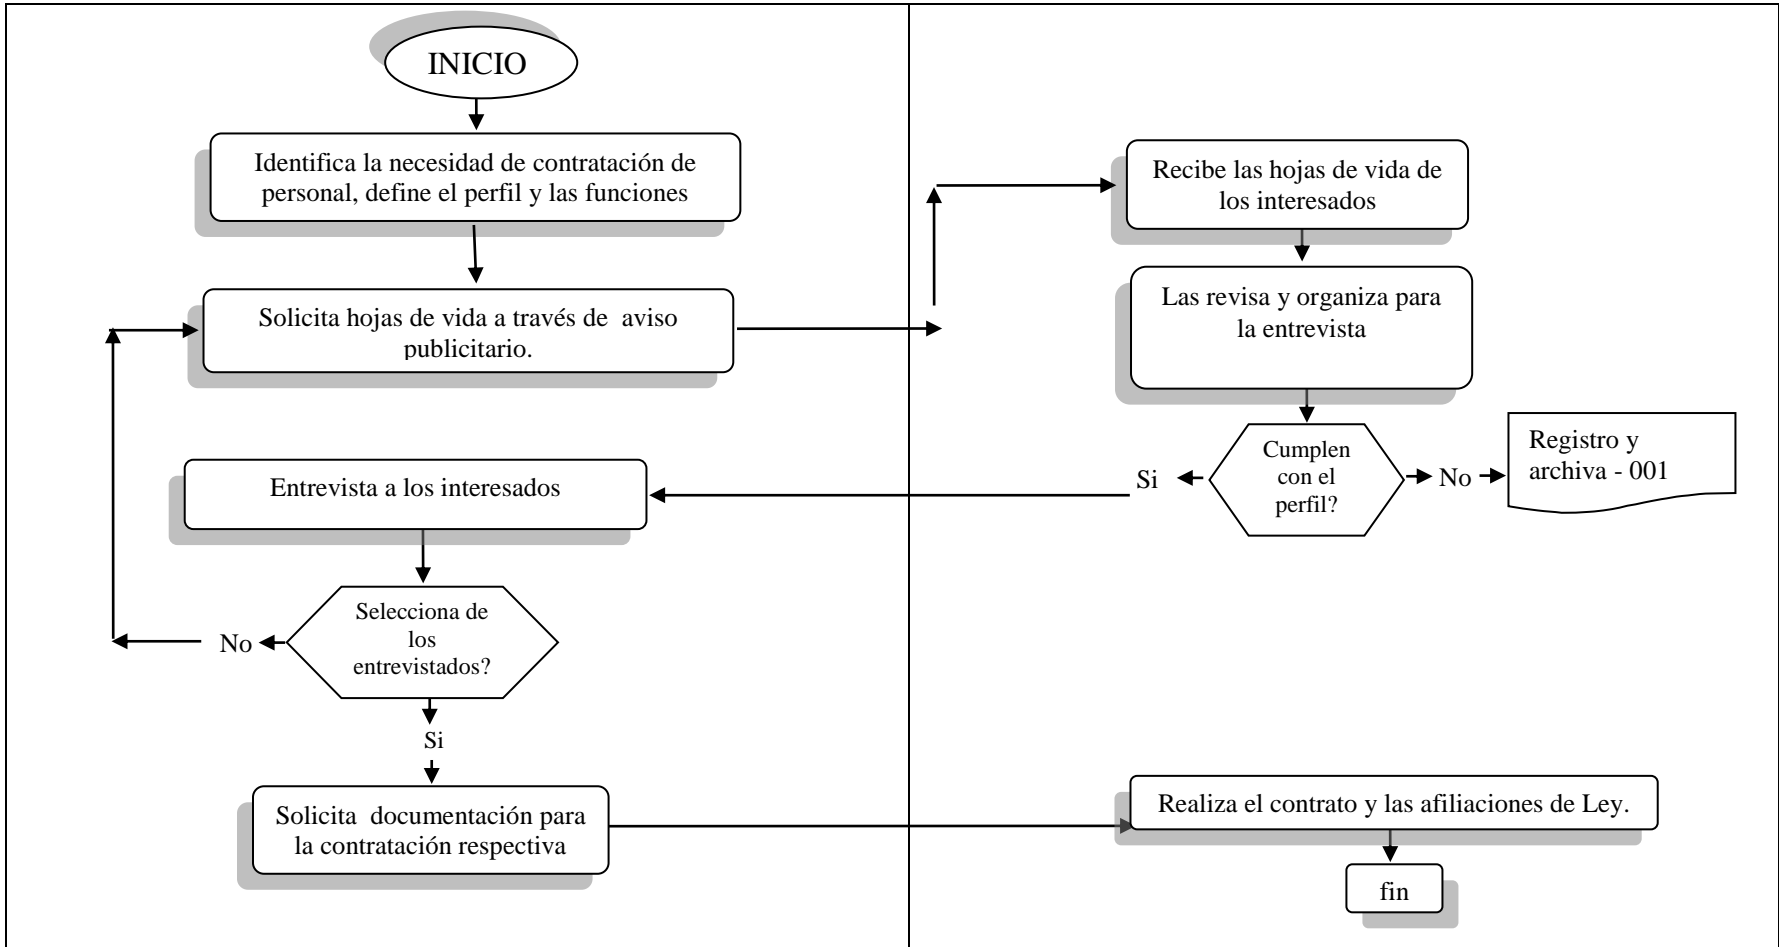 INICIO
Identifica la necesidad de contratación de
personal, define el perfil y las funciones
Solicita hojas de vida a través de aviso
publicitario.
Recibe las hojas de vida de
los interesados
Las revisa y organiza para
la entrevista
Cumplen
con el
perfil?
Si
No
Registro y
archiva - 001
Entrevista a los interesados
Selecciona de
los
entrevistados?
No
Si
Solicita documentación para
la contratación respectiva
Realiza el contrato y las afiliaciones de Ley.
fin